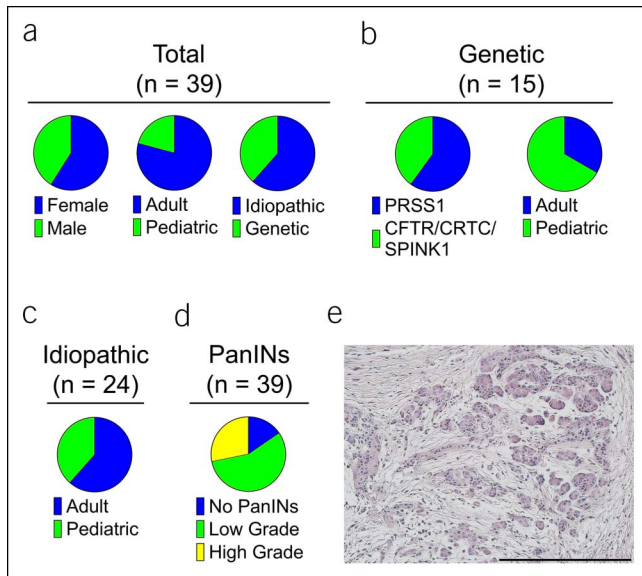 a
Total
(n = 39)
Female
Male
Adult
Pediatric
Idiopathic
Genetic
b
Genetic
(n = 15)
PRSS1
CFTR/CRTC/
SPINK1
Adult
Pediatric
c
Idiopathic
(n = 24)
Adult
Pediatric
d
PanINs
(n = 39)
No PanINs
Low Grade
High Grade
e